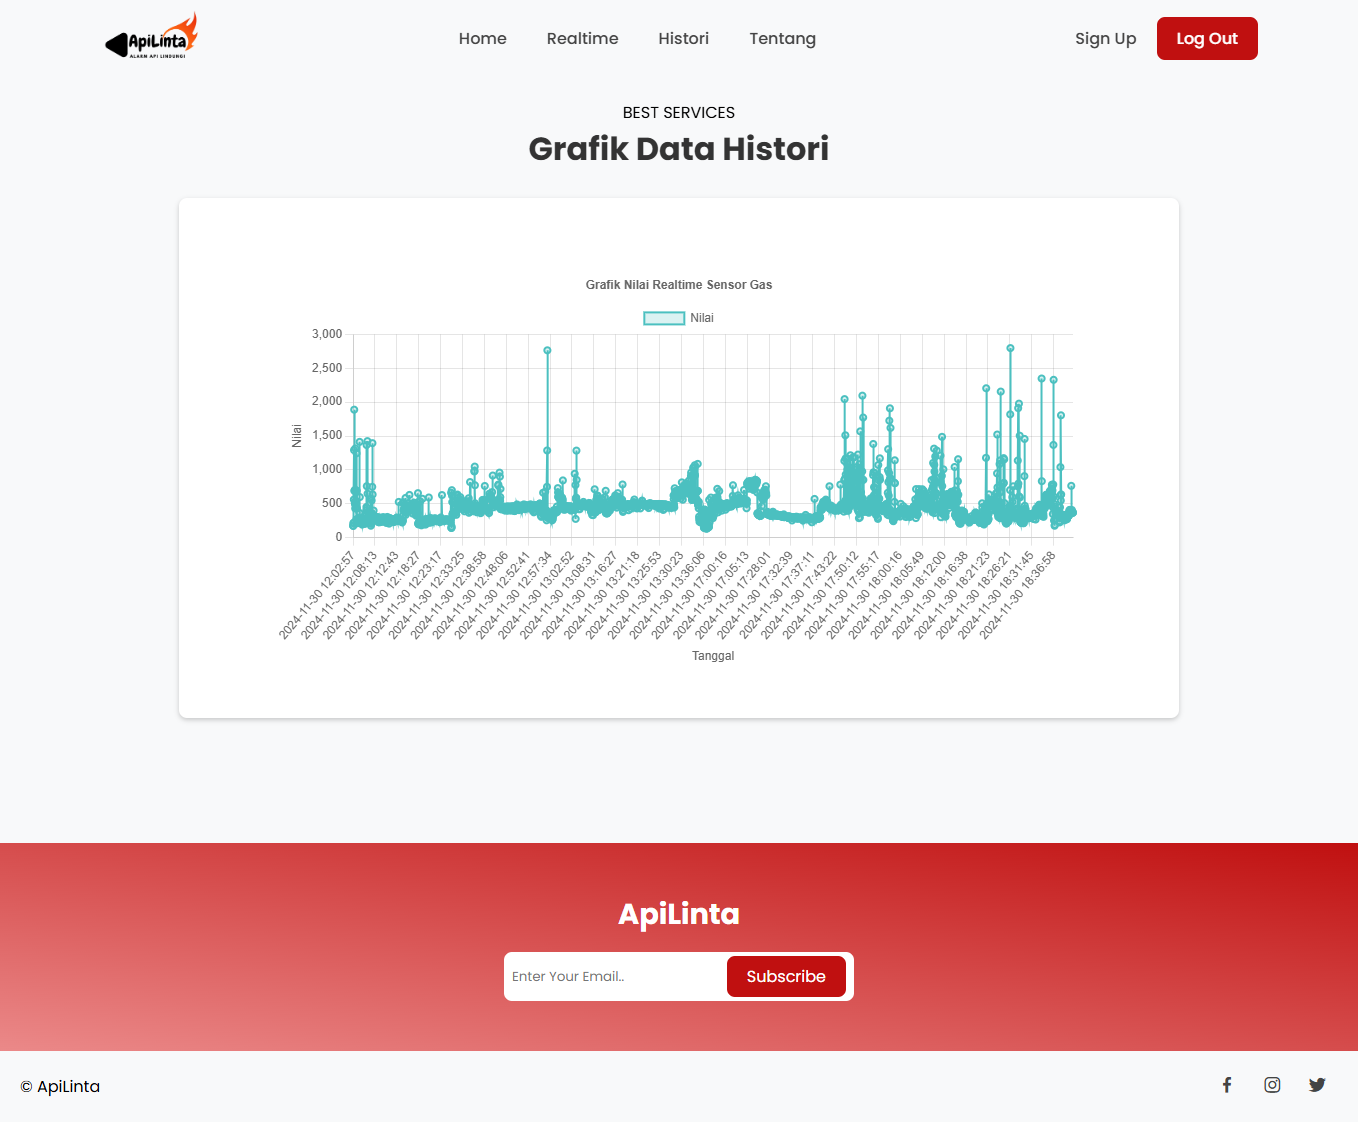 ApiLinta
ALARM API LINDUNGI
Home
Realtime
Histori
Tentang
Sign Up
Log Out
BEST SERVICES
Grafik Data Histori
Grafik Nilai Realtime Sensor Gas
Nilai
3,000
2,500
2,000
1,500
1,000
500
0
Nilai
2024-11-30 12:02:57
2024-11-30 12:08:13
2024-11-30 12:12:43
2024-11-30 12:18:27
2024-11-30 12:23:17
2024-11-30 12:33:25
2024-11-30 12:38:58
2024-11-30 12:48:06
2024-11-30 12:52:41
2024-11-30 12:57:34
2024-11-30 13:02:52
2024-11-30 13:08:31
2024-11-30 13:16:27
2024-11-30 13:21:18
2024-11-30 13:25:53
2024-11-30 13:30:23
2024-11-30 13:36:06
2024-11-30 17:00:16
2024-11-30 17:05:13
2024-11-30 17:28:01
2024-11-30 17:32:39
2024-11-30 17:37:11
2024-11-30 17:43:22
2024-11-30 17:50:12
2024-11-30 17:55:17
2024-11-30 18:00:16
2024-11-30 18:05:49
2024-11-30 18:12:00
2024-11-30 18:16:38
2024-11-30 18:21:23
2024-11-30 18:26:21
2024-11-30 18:31:45
2024-11-30 18:36:58
Tanggal
ApiLinta
Enter Your Email..
Subscribe
© ApiLinta